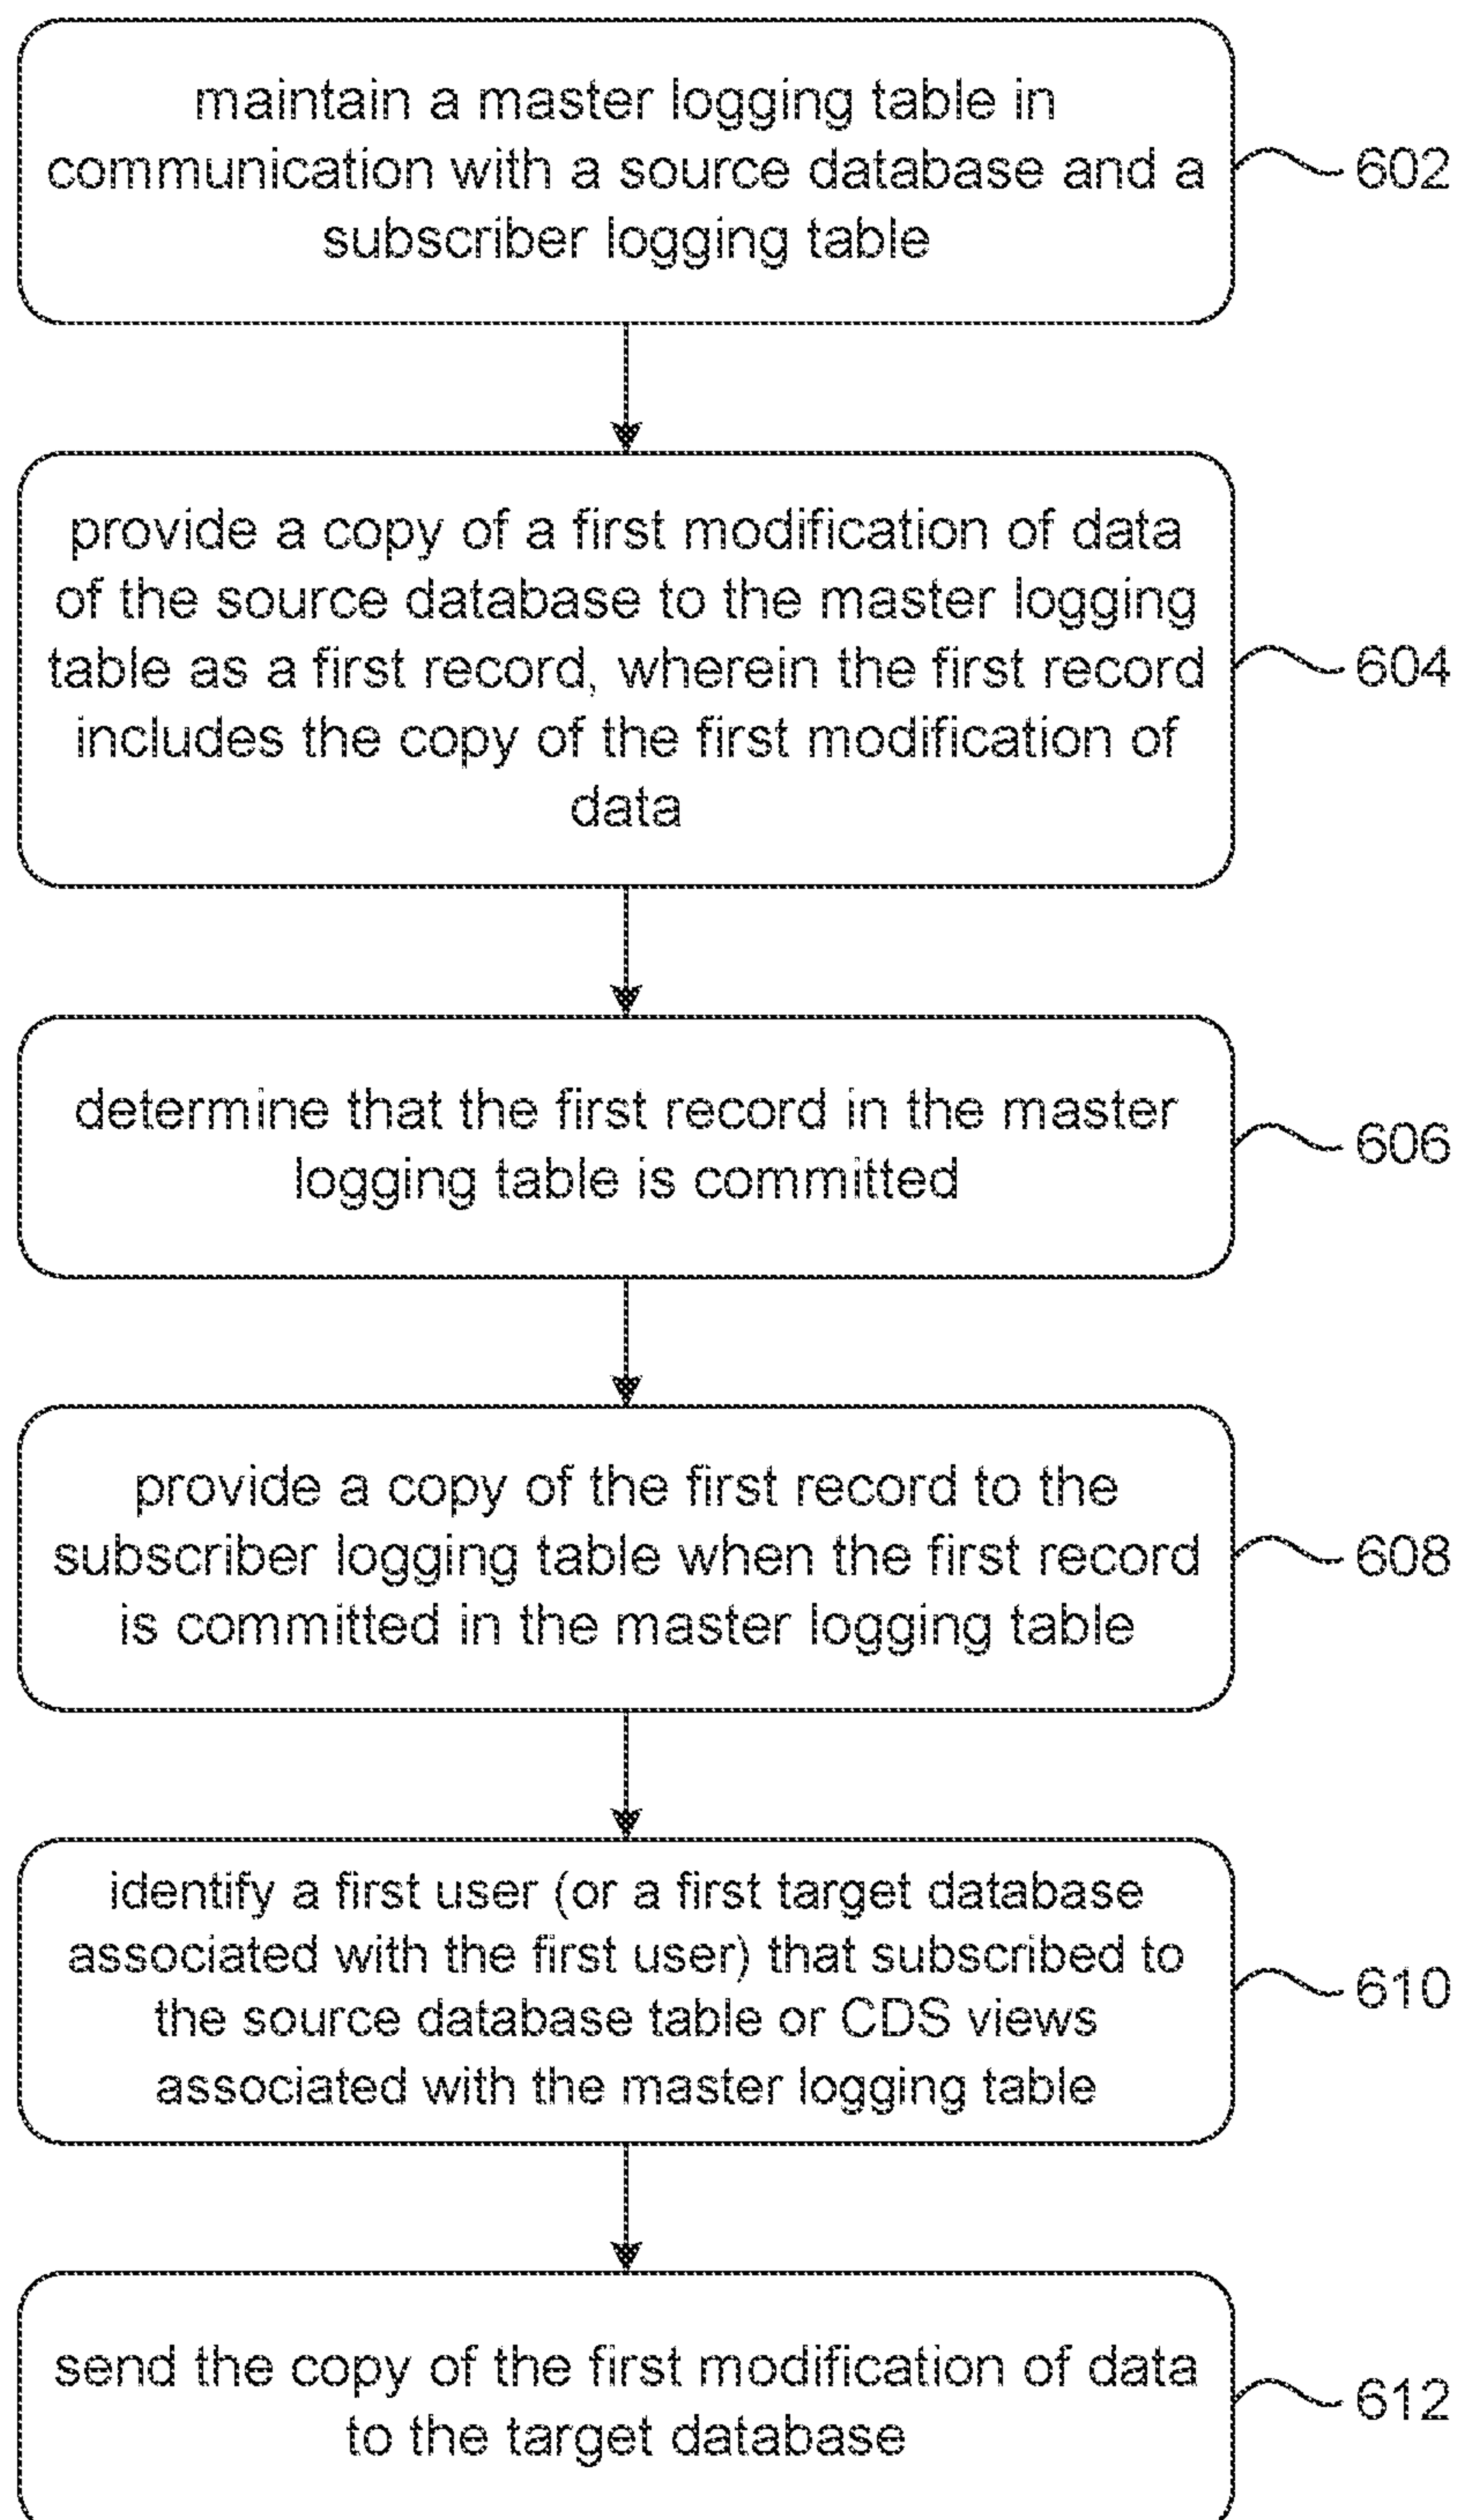 maintain a master logging table in
communication with a source database and a
subscriber logging table
602
provide a copy of a first modification of data
of the source database to the master logging
table as a first record, wherein the first record
includes the copy of the first modification of
data
604
determine that the first record in the master
logging table is committed
606
provide a copy of the first record to the
subscriber logging table when the first record
is committed in the master logging table
608
identify a first user (or a first target database
associated with the first user) that subscribed to
the source database table or CDS views
associated with the master logging table
610
send the copy of the first modification of data
to the target database
612